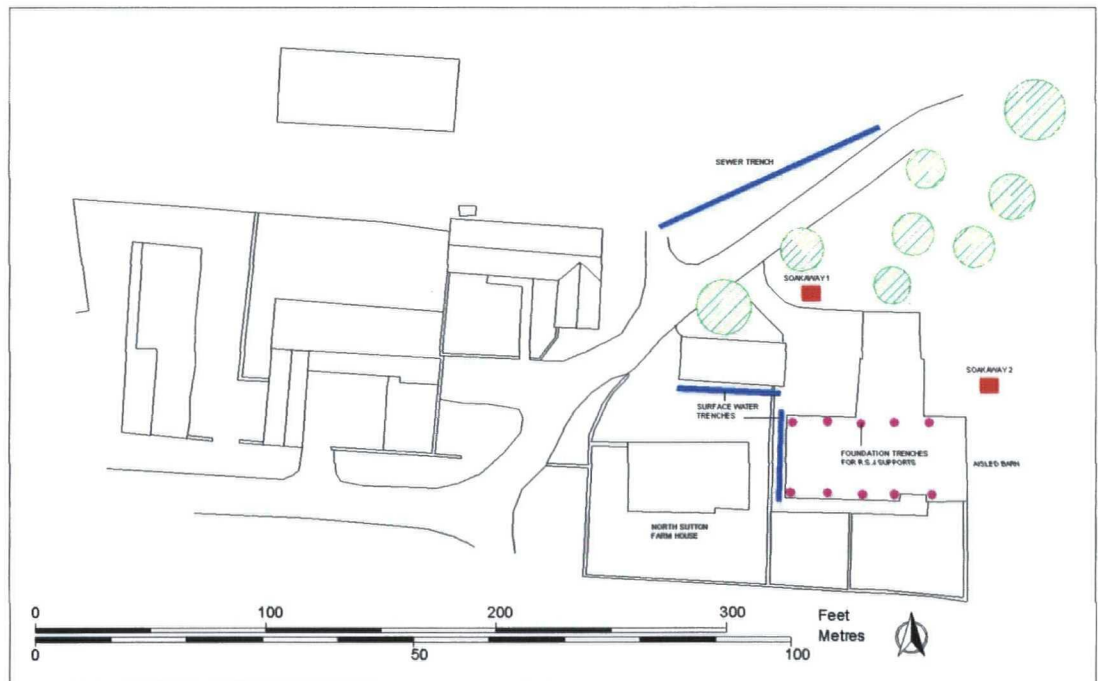 SEWER TRENCH
SOAKAWAY 1
SOAKAWAY 2
SURFACE WATER
TRENCHES
FOUNDATION TRENCHES
FOR R.S.J SUPPORTS
AISLED BARN
NORTH SUTTON
FARM HOUSE
0 100 200 300 Feet
Metres
0 50 100